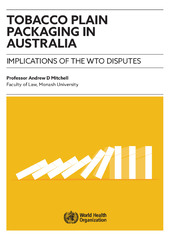 TOBACCO PLAIN
PACKAGING IN
AUSTRALIA
IMPLICATIONS OF THE WTO DISPUTES
Professor Andrew D Mitchell
Faculty of Law, Monash University
World Health
Organization